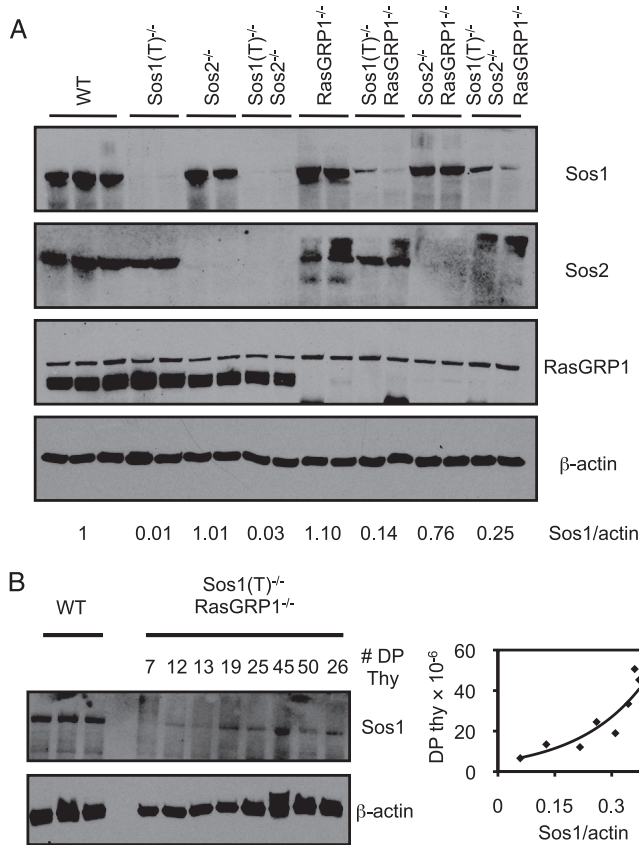 A
WT
Sos1(T)-/-
Sos2-/-
Sos1(T)-/-
Sos2-/-
RasGRP1-/-
Sos1(T)-/-
RasGRP1-/-
Sos2-/-
RasGRP1-/-
Sos1(T)-/-
Sos2-/-
RasGRP1-/-
Sos1
Sos2
RasGRP1
β-actin
1 0.01 1.01 0.03 1.10 0.14 0.76 0.25 Sos1/actin
B
WT
Sos1(T)-/-
RasGRP1-/-
7 12 13 19 25 45 50 26
# DP
Thy
Sos1
β-actin
DP thy × 10-6
60
40
20
0
0 0.15 0.3
Sos1/actin